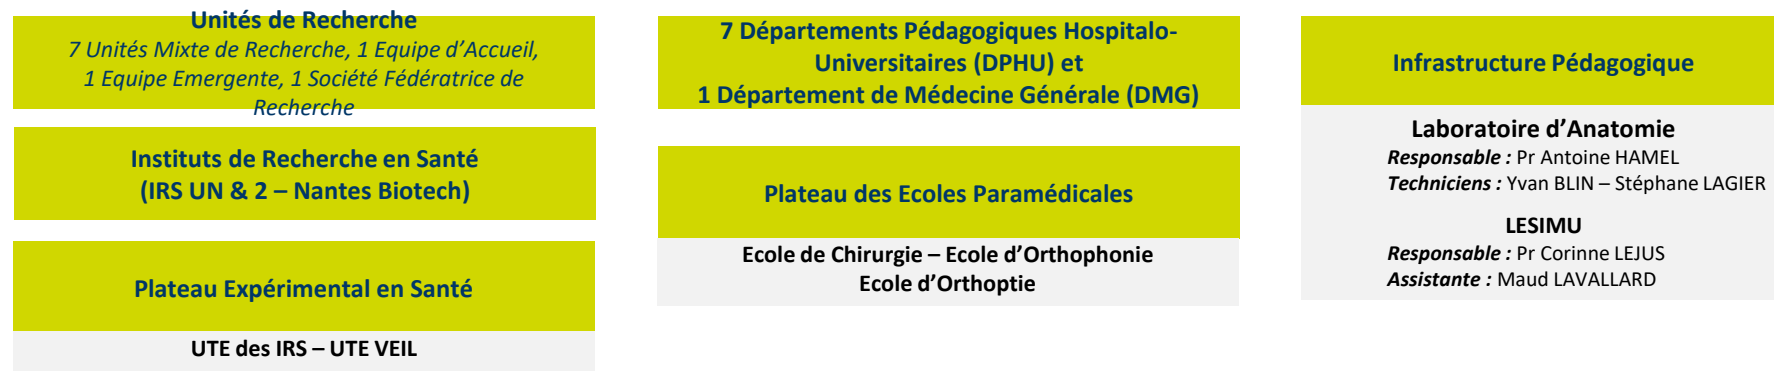 Unités de Recherche
7 Unités Mixte de Recherche, 1 Equipe d’Accueil,
1 Equipe Emergente, 1 Société Fédératrice de
Recherche
Instituts de Recherche en Santé
(IRS UN & 2 – Nantes Biotech)
Plateau Expérimental en Santé
UTE des IRS – UTE VEIL
7 Départements Pédagogiques Hospitalo-
Universitaires (DPHU) et
1 Département de Médecine Générale (DMG)
Plateau des Ecoles Paramédicales
Ecole de Chirurgie – Ecole d’Orthophonie
Ecole d’Orthoptie
Infrastructure Pédagogique
Laboratoire d’Anatomie
Responsable : Pr Antoine HAMEL
Techniciens : Yvan BLIN – Stéphane LAGIER
LESIMU
Responsable : Pr Corinne LEJUS
Assistante : Maud LAVALLARD